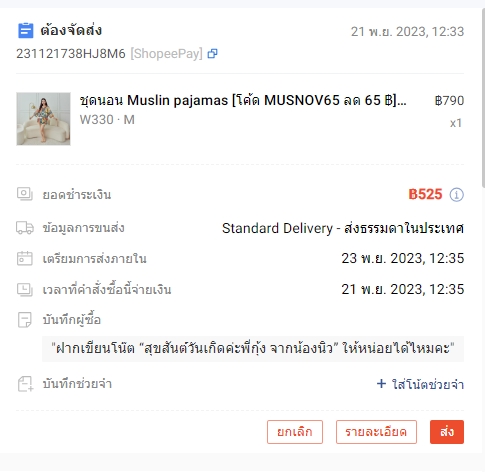 ต้องจัดส่ง
21 พ.ย. 2023, 12:33
231121738HJ8M6 [ShopeePay]
ชุดนอน Muslin pajamas [โค้ด MUSNOV65 ลด 65 ฿]...
฿790
W330 · M
x1
ยอดชำระเงิน
฿525
ข้อมูลการขนส่ง
Standard Delivery - ส่งธรรมดาในประเทศ
เตรียมการส่งภายใน
23 พ.ย. 2023, 12:35
เวลาที่คำสั่งซื้อนี้จ่ายเงิน
21 พ.ย. 2023, 12:35
บันทึกผู้ซื้อ
"ฝากเขียนโน๊ต “สุขสันต์วันเกิดค่ะพี่กุ้ง จากน้องนิว” ให้หน่อยได้ไหมคะ"
บันทึกช่วยจำ
+ ใส่โน้ตช่วยจำ
ยกเลิก
รายละเอียด
ส่ง